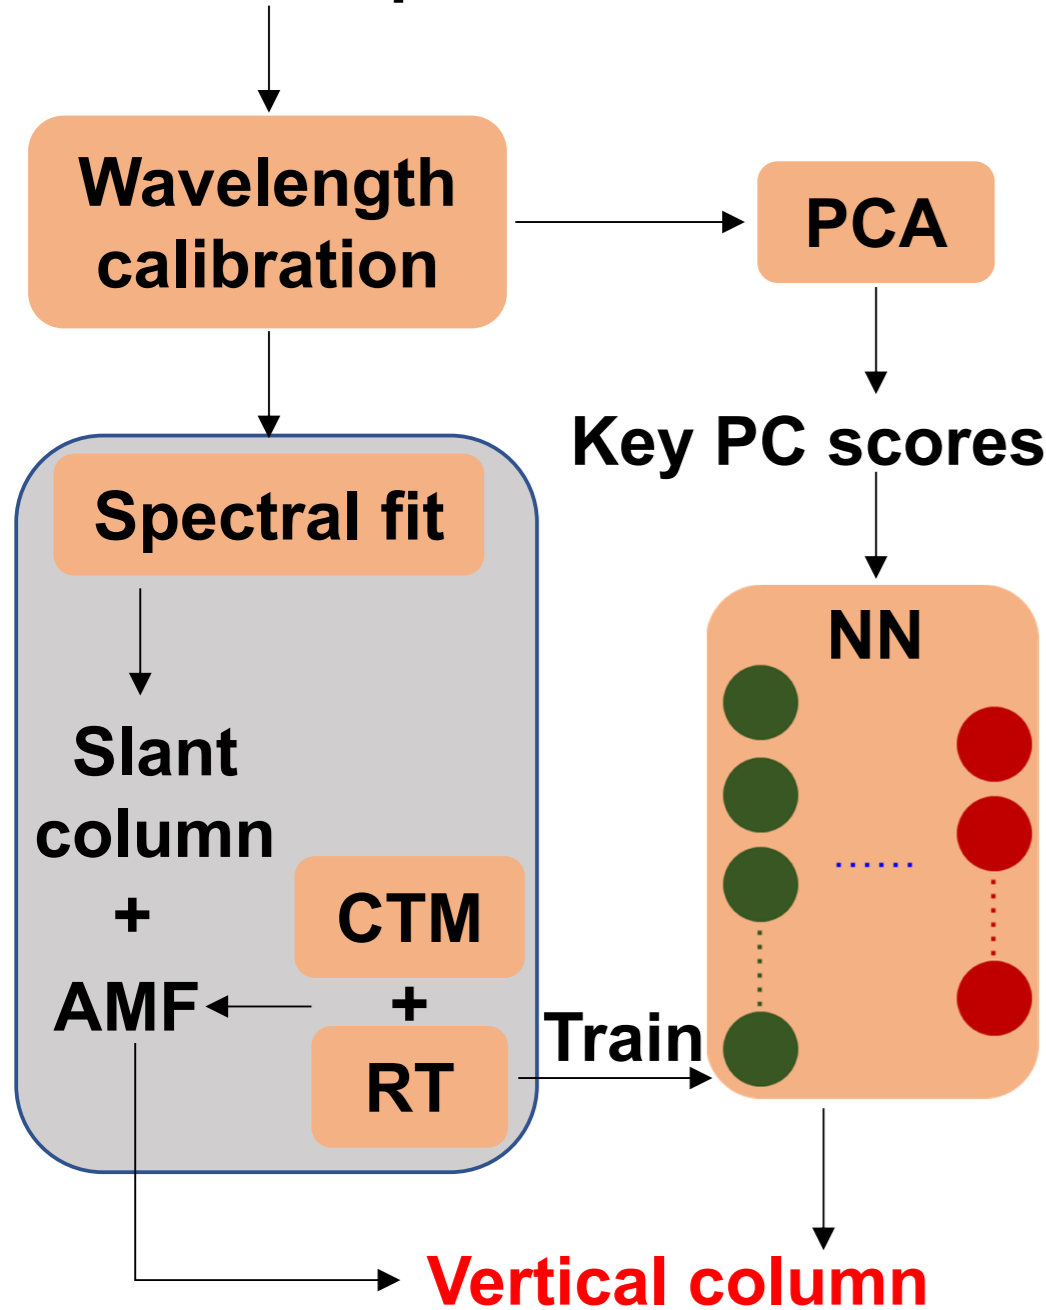 Wavelength
calibration
PCA
Key PC scores
Spectral fit
NN
Slant
column
+
CTM
AMF
+
Train
RT
Vertical column